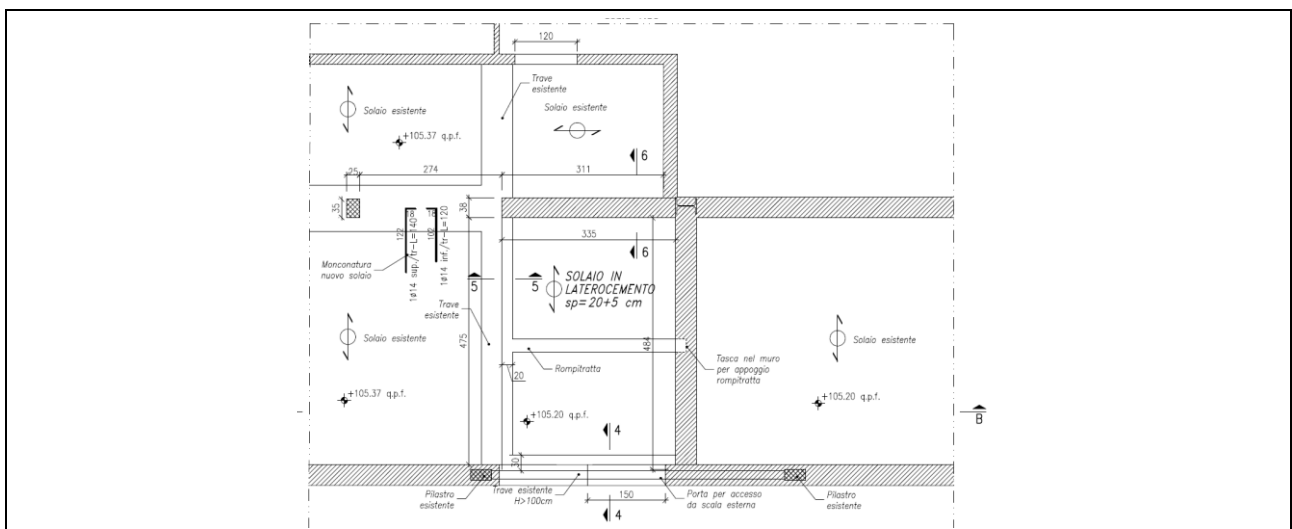 120
Trave
esistente
Solaio esistente
Solaio esistente
+105.37 q.p.f.
6
25
274
311
35
38
18
335
122
1ø14 sup./tr-L=140
102
1ø14 inf./tr-L=120
Monconatura
nuovo solaio
6
5
5
SOLAIO IN
LATEROCEMENTO
sp=20+5 cm
Trave
esistente
Solaio esistente
475
484
Rompitratta
Tasca nel muro
per appoggio
rompitratta
Solaio esistente
20
+105.37 q.p.f.
+105.20 q.p.f.
+105.20 q.p.f.
4
B
30
Pilastro
esistente
Trave esistente
H>100cm
150
Porta per accesso
da scala esterna
Pilastro
esistente
4